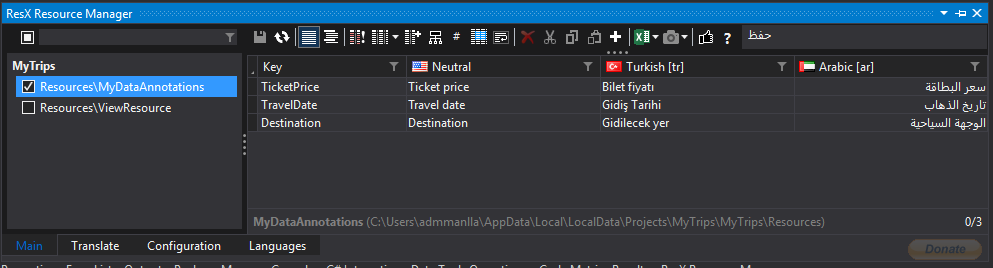 ResX Resource Manager
# ? حفظ
MyTrips
Resources\MyDataAnnotations
Resources\ViewResource
Key Neutral Turkish [tr] Arabic [ar]
TicketPrice Ticket price Bilet fiyatı سعر البطاقة
TravelDate Travel date Gidiş Tarihi تاريخ الذهاب
Destination Destination Gidilecek yer الوجهة السياحية
MyDataAnnotations (C:\Users\admmanlla\AppData\Local\LocalData\Projects\MyTrips\MyTrips\Resources) 0/3
Main Translate Configuration Languages Donate